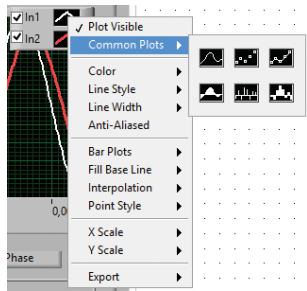 In1
In2
Plot Visible
Common Plots
Color
Line Style
Line Width
Anti-Aliased
Bar Plots
Fill Base Line
Interpolation
Point Style
X Scale
Y Scale
Export
0,0
Phase